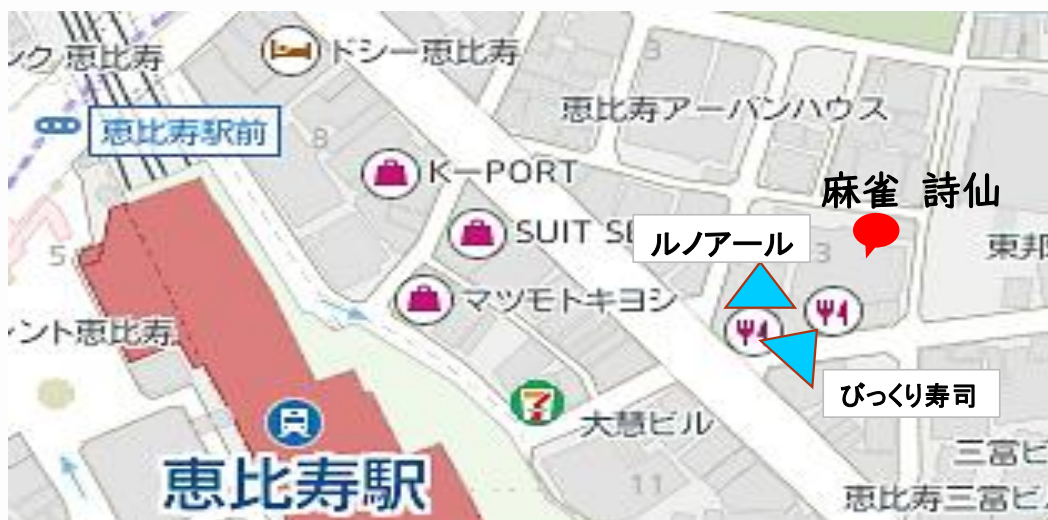 ンク 恵比寿
ドシー恵比寿
3
恵比寿アーバンハウス
恵比寿駅前
8
K-PORT
麻雀 詩仙
SUIT SE
ルノアール
3
東邦
5
マツモトキヨシ
ント恵比寿
びっくり寿司
7
大慧ビル
三富ビ
恵比寿駅
11
恵比寿三富ビ